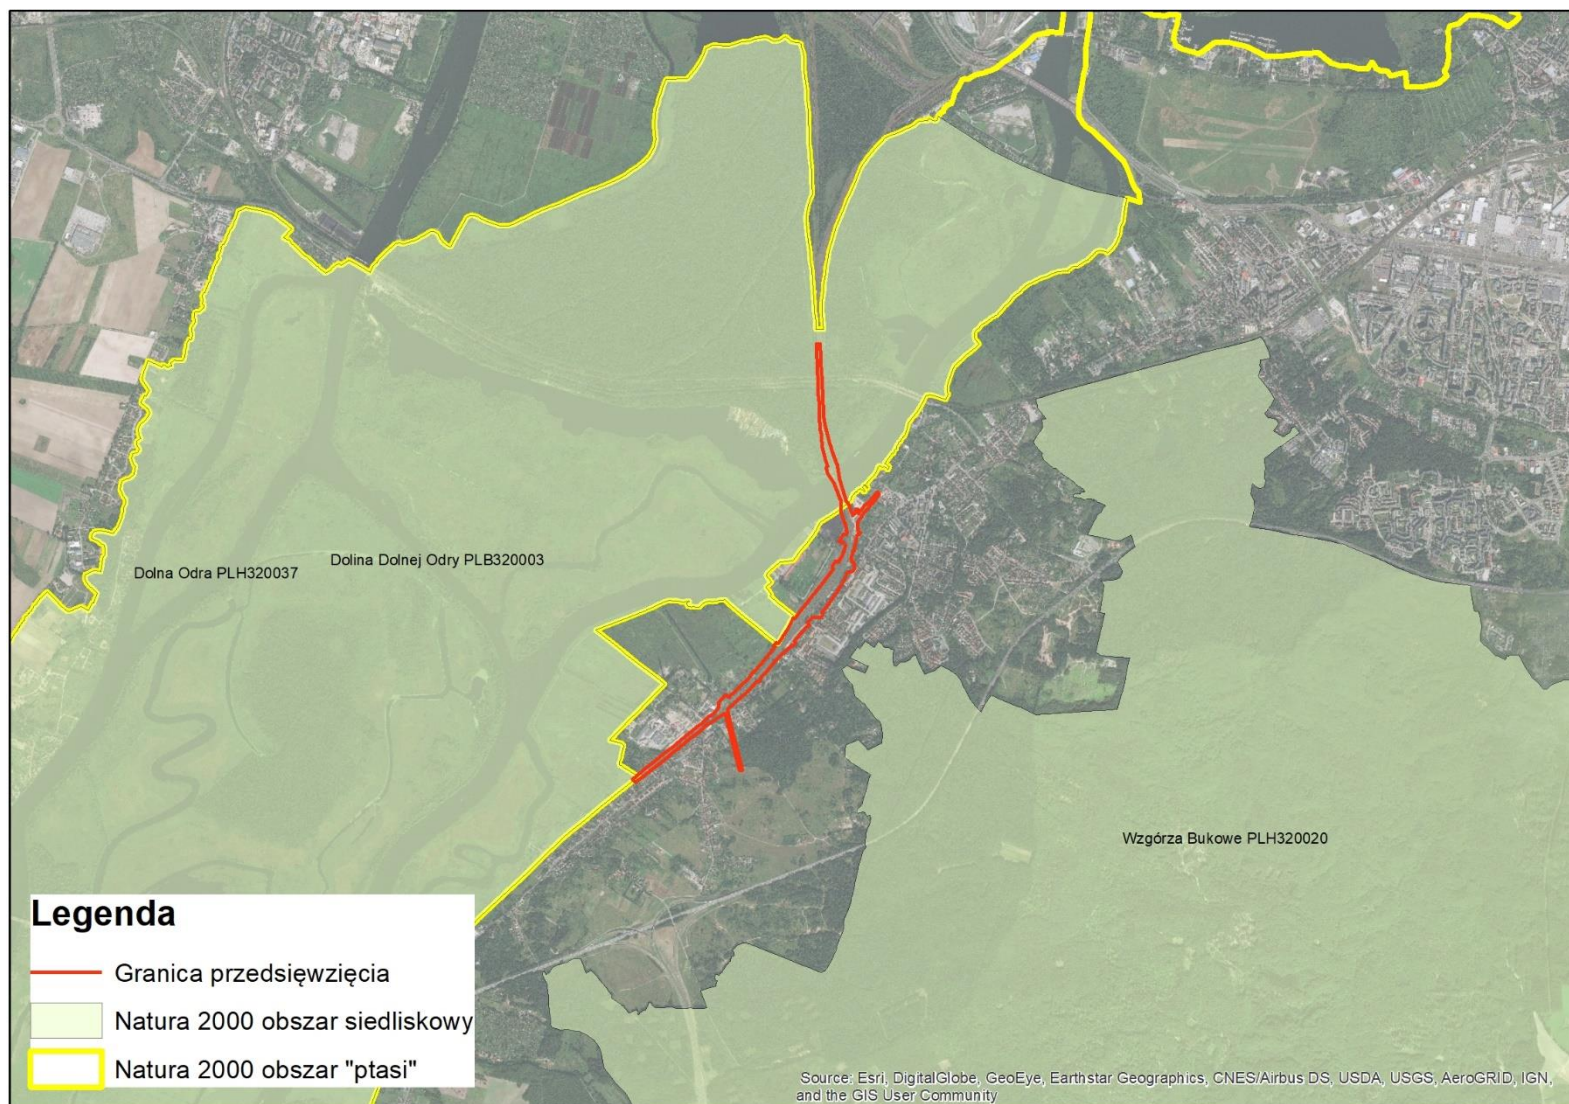 Dolna Odra PLH320037
Dolina Dolnej Odry PLB320003
Wzgórza Bukowe PLH320020
Legenda
Granica przedsięwzięcia
Natura 2000 obszar siedliskowy
Natura 2000 obszar "ptasi"
Source: Esri, DigitalGlobe, GeoEye, Earthstar Geographics, CNES/Airbus DS, USDA, USGS, AeroGRID, IGN,
and the GIS User Community